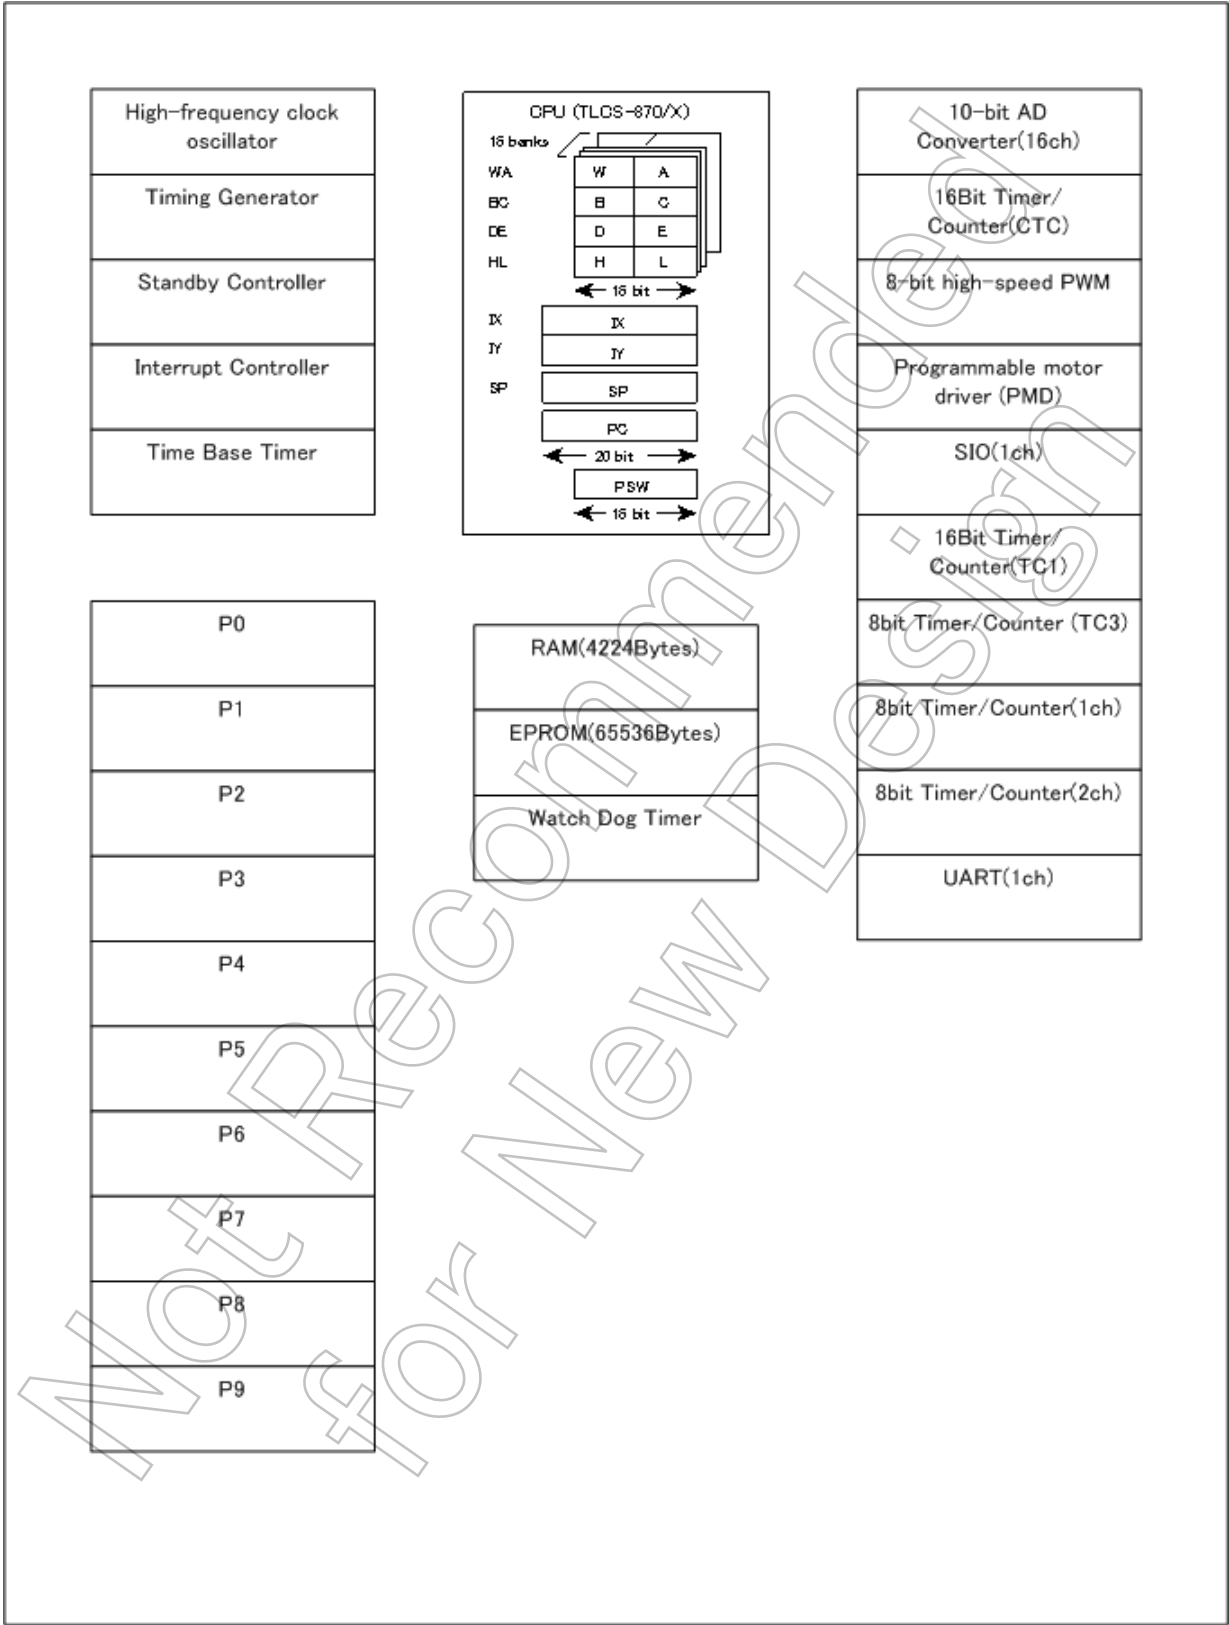 High-frequency clock
oscillator
Timing Generator
Standby Controller
Interrupt Controller
Time Base Timer
P0
P1
P2
P3
P4
P5
P6
P7
P8
P9
CPU (TLCS-870/X)
16 banks
WA W A
BC B C
DE D E
HL H L
16 bit
IX IX
IY IY
SP SP
PC
20 bit
PSW
16 bit
RAM(4224Bytes)
EPROM(65536Bytes)
Watch Dog Timer
10-bit AD
Converter(16ch)
16Bit Timer/
Counter(CTC)
8-bit high-speed PWM
Programmable motor
driver (PMD)
SIO(1ch)
16Bit Timer/
Counter(TC1)
8bit Timer/Counter (TC3)
8bit Timer/Counter(1ch)
8bit Timer/Counter(2ch)
UART(1ch)
Not Recommended
for New Design